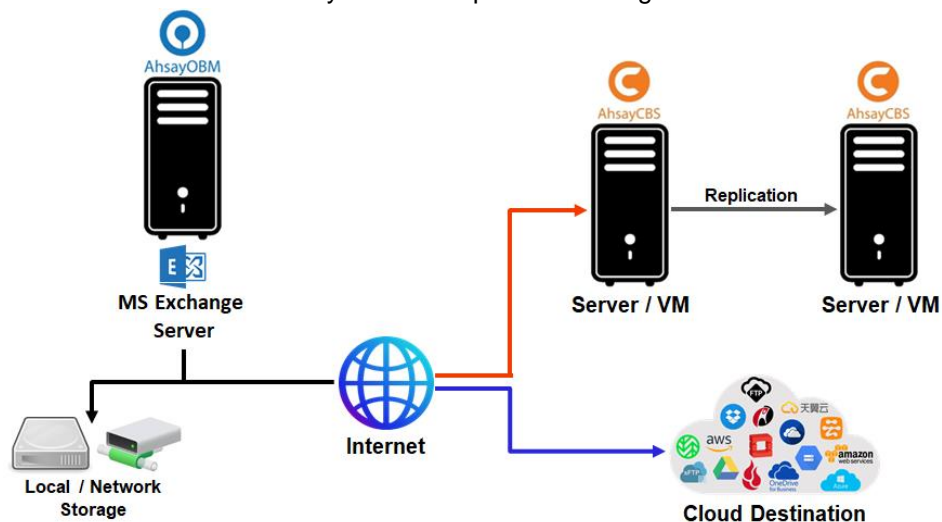 AhsayOBM
AhsayCBS
AhsayCBS
Replication
E
MS Exchange
Server
Server / VM
Server / VM
Internet
Local / Network
Storage
FTP
天翼云
aws
amazon
web services
SFTP
OneDrive
for Business
Azure
Cloud Destination